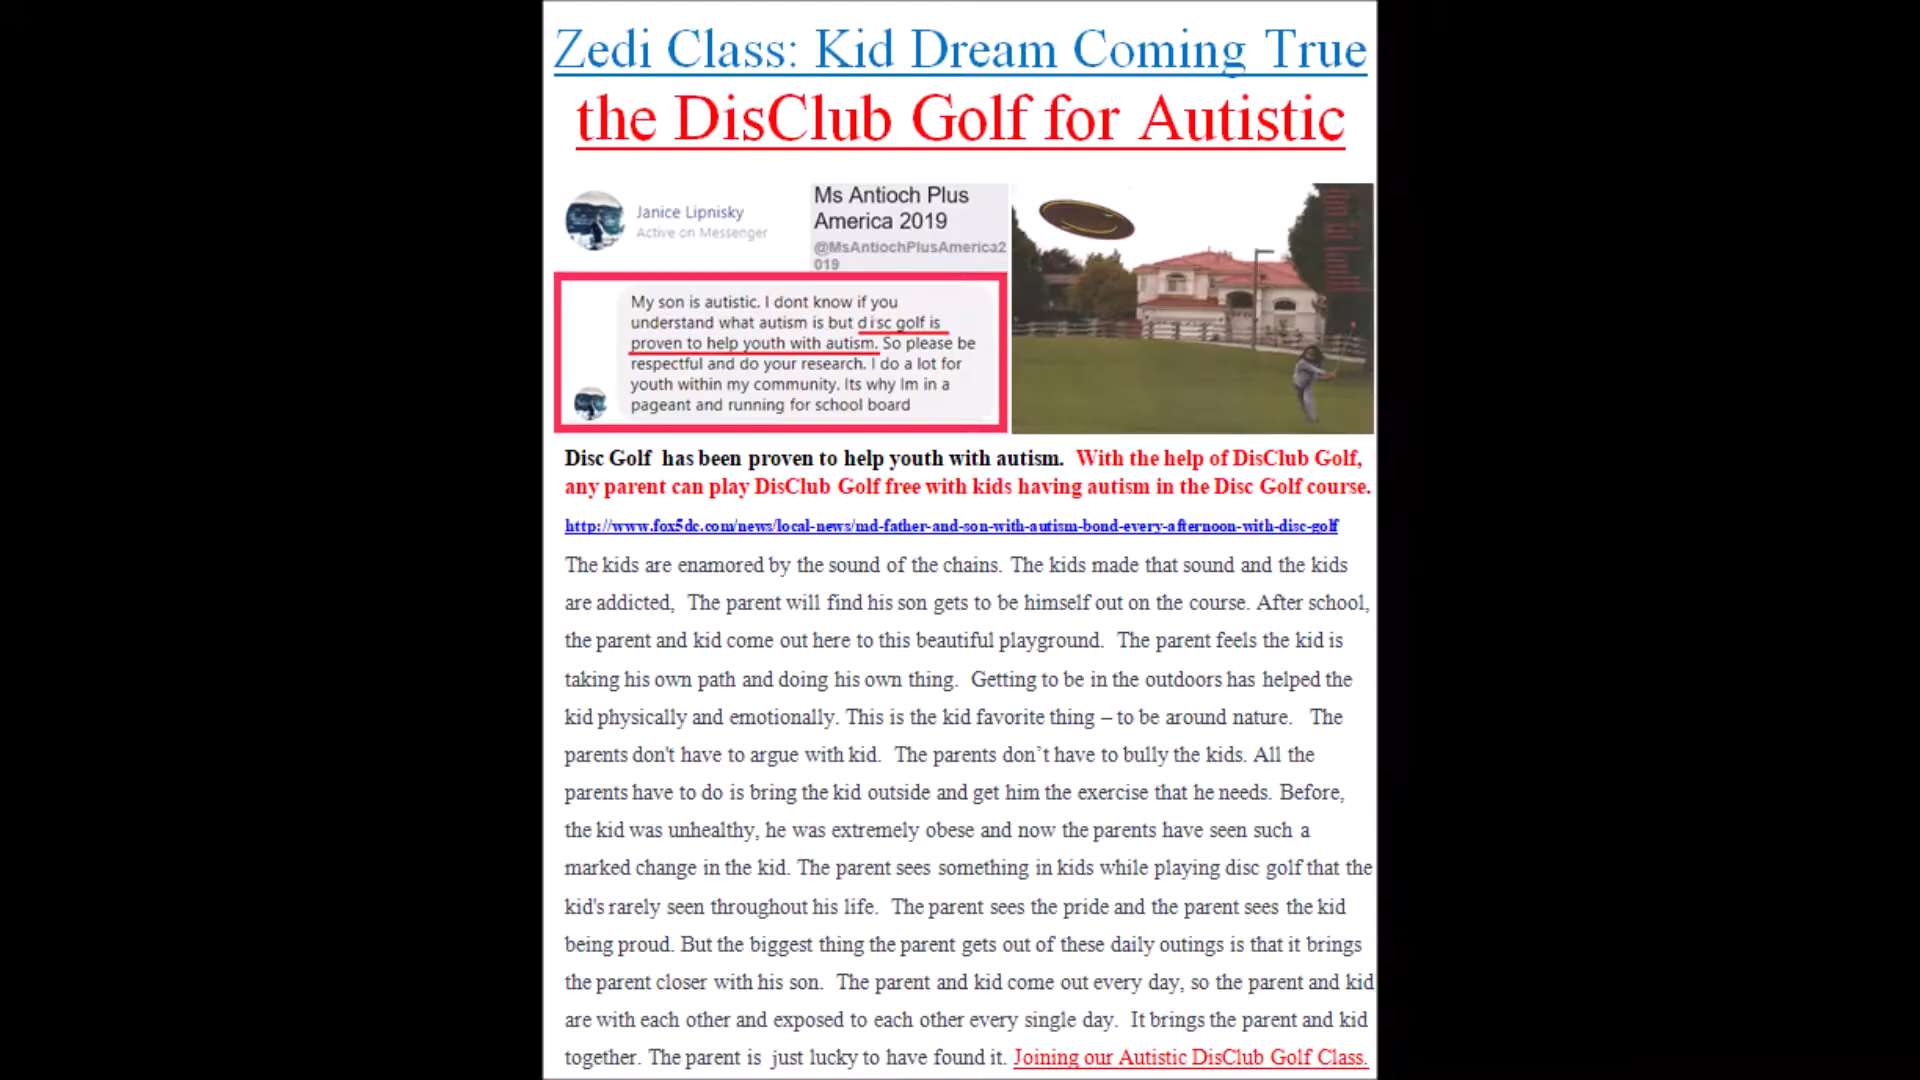 Zedi Class: Kid Dream Coming True
the DisClub Golf for Autistic
Janice Lipnisky
Active on Messenger
Ms Antioch Plus
America 2019
@MsAntiochPlusAmerica2
019
My son is autistic. I dont know if you
understand what autism is but disc golf is
proven to help youth with autism. So please be
respectful and do your research. I do a lot for
youth within my community. Its why Im in a
pageant and running for school board
Disc Golf has been proven to help youth with autism. With the help of DisClub Golf,
any parent can play DisClub Golf free with kids having autism in the Disc Golf course.
http://www.fox5dc.com/news/local-news/md-father-and-son-with-autism-bond-every-afternoon-with-disc-golf
The kids are enamored by the sound of the chains. The kids made that sound and the kids
are addicted, The parent will find his son gets to be himself out on the course. After school,
the parent and kid come out here to this beautiful playground. The parent feels the kid is
taking his own path and doing his own thing. Getting to be in the outdoors has helped the
kid physically and emotionally. This is the kid favorite thing – to be around nature. The
parents don't have to argue with kid. The parents don’t have to bully the kids. All the
parents have to do is bring the kid outside and get him the exercise that he needs. Before,
the kid was unhealthy, he was extremely obese and now the parents have seen such a
marked change in the kid. The parent sees something in kids while playing disc golf that the
kid's rarely seen throughout his life. The parent sees the pride and the parent sees the kid
being proud. But the biggest thing the parent gets out of these daily outings is that it brings
the parent closer with his son. The parent and kid come out every day, so the parent and kid
are with each other and exposed to each other every single day. It brings the parent and kid
together. The parent is just lucky to have found it. Joining our Autistic DisClub Golf Class.